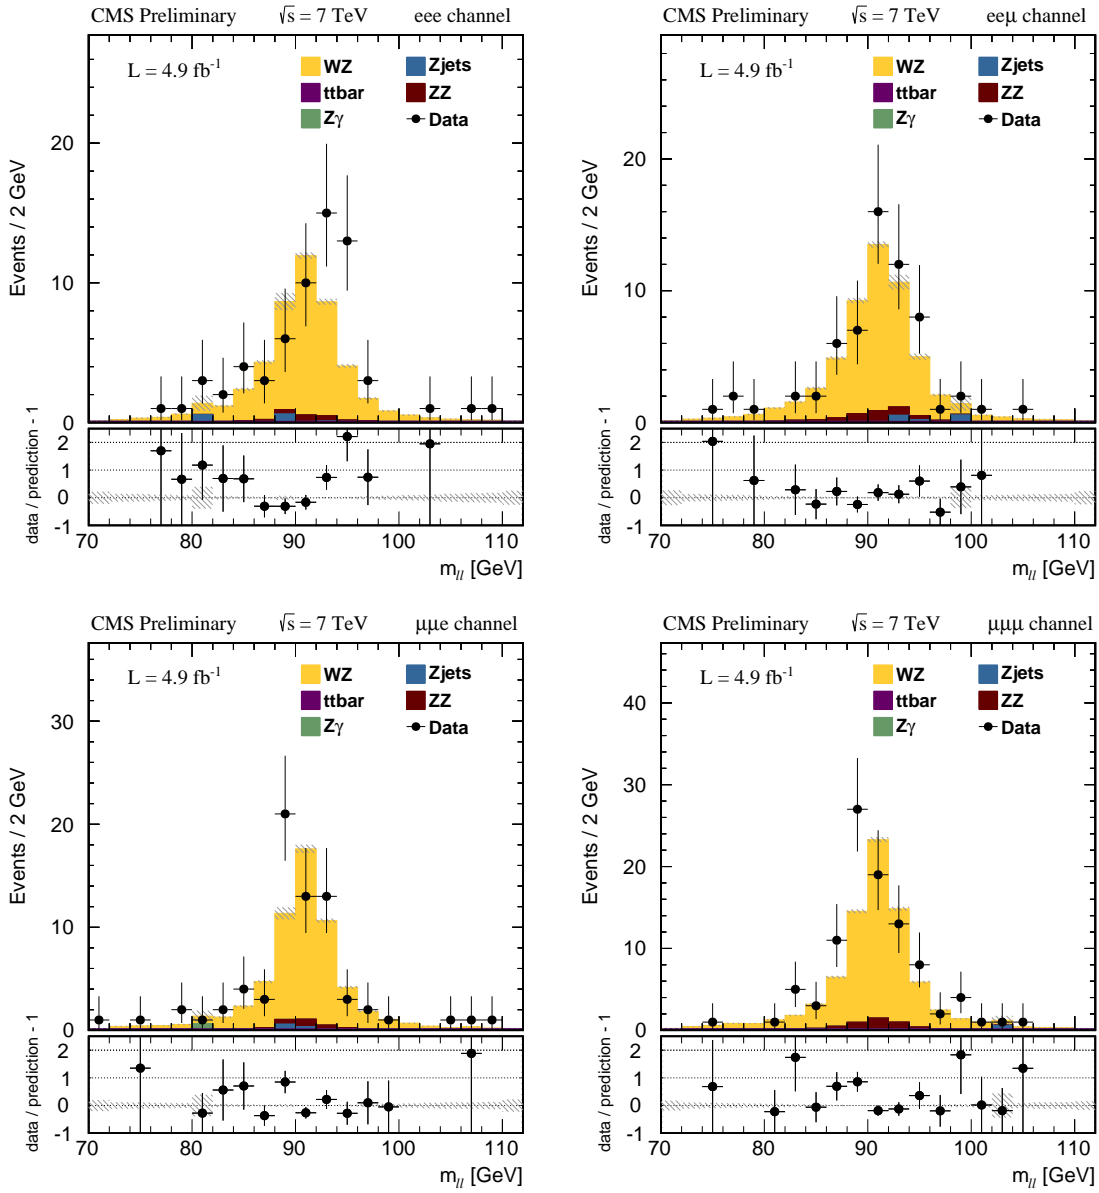 CMS Preliminary √s = 7 TeV eee channel
L = 4.9 fb⁻¹
WZ Zjets
ttbar ZZ
Zγ Data
Events / 2 GeV
20
10
0
data / prediction - 1
2
1
0
-1
70 80 90 100 110
m_ll [GeV]
CMS Preliminary √s = 7 TeV eeμ channel
L = 4.9 fb⁻¹
WZ Zjets
ttbar ZZ
Zγ Data
Events / 2 GeV
20
10
0
data / prediction - 1
2
1
0
-1
70 80 90 100 110
m_ll [GeV]
CMS Preliminary √s = 7 TeV μμe channel
L = 4.9 fb⁻¹
WZ Zjets
ttbar ZZ
Zγ Data
Events / 2 GeV
30
20
10
0
data / prediction - 1
2
1
0
-1
70 80 90 100 110
m_ll [GeV]
CMS Preliminary √s = 7 TeV μμμ channel
L = 4.9 fb⁻¹
WZ Zjets
ttbar ZZ
Zγ Data
Events / 2 GeV
40
30
20
10
0
data / prediction - 1
2
1
0
-1
70 80 90 100 110
m_ll [GeV]